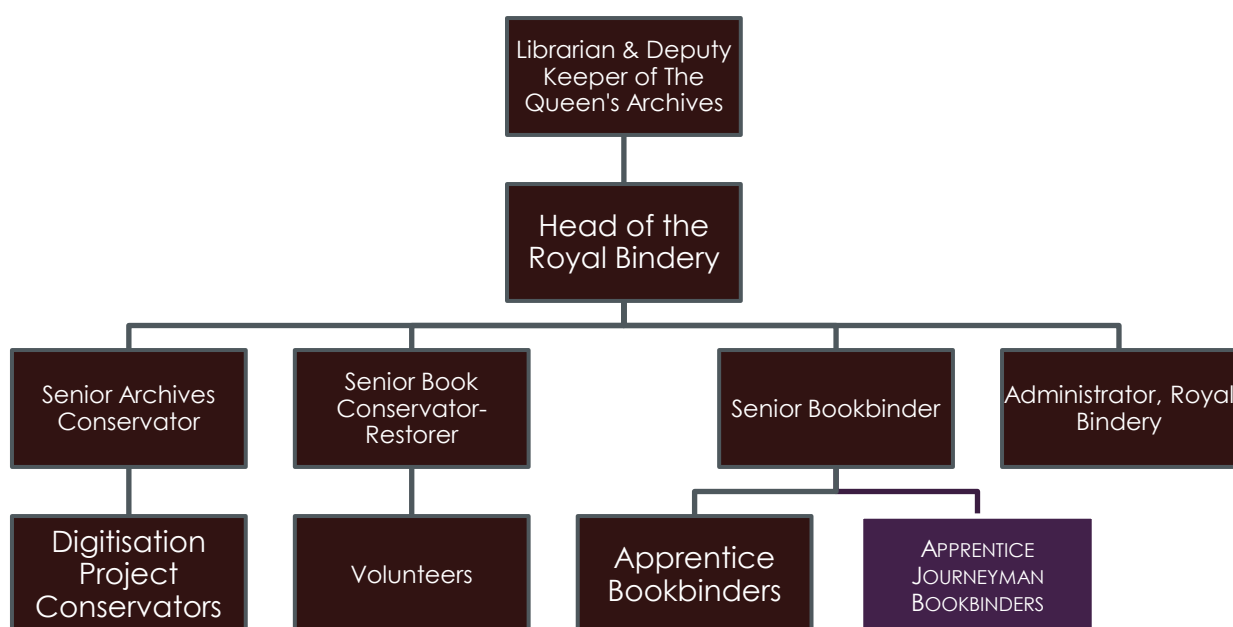 Librarian & Deputy
Keeper of The
Queen's Archives
Head of the
Royal Bindery
Senior Archives
Conservator
Senior Book
Conservator-
Restorer
Senior Bookbinder
Administrator, Royal
Bindery
Digitisation
Project
Conservators
Volunteers
Apprentice
Bookbinders
APPRENTICE
JOURNEYMAN
BOOKBINDERS